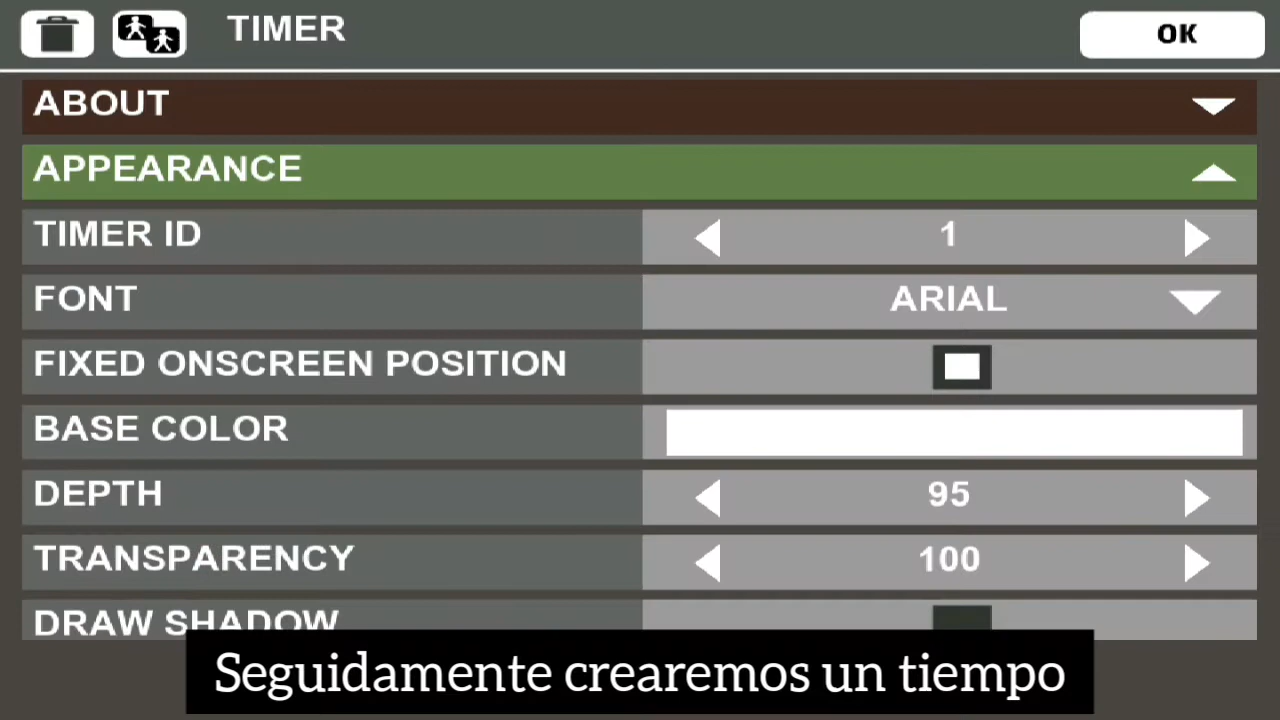 TIMER
OK
ABOUT
APPEARANCE
TIMER ID 1
FONT ARIAL
FIXED ONSCREEN POSITION
BASE COLOR
DEPTH 95
TRANSPARENCY 100
DRAW SHADOW
Seguidamente crearemos un tiempo